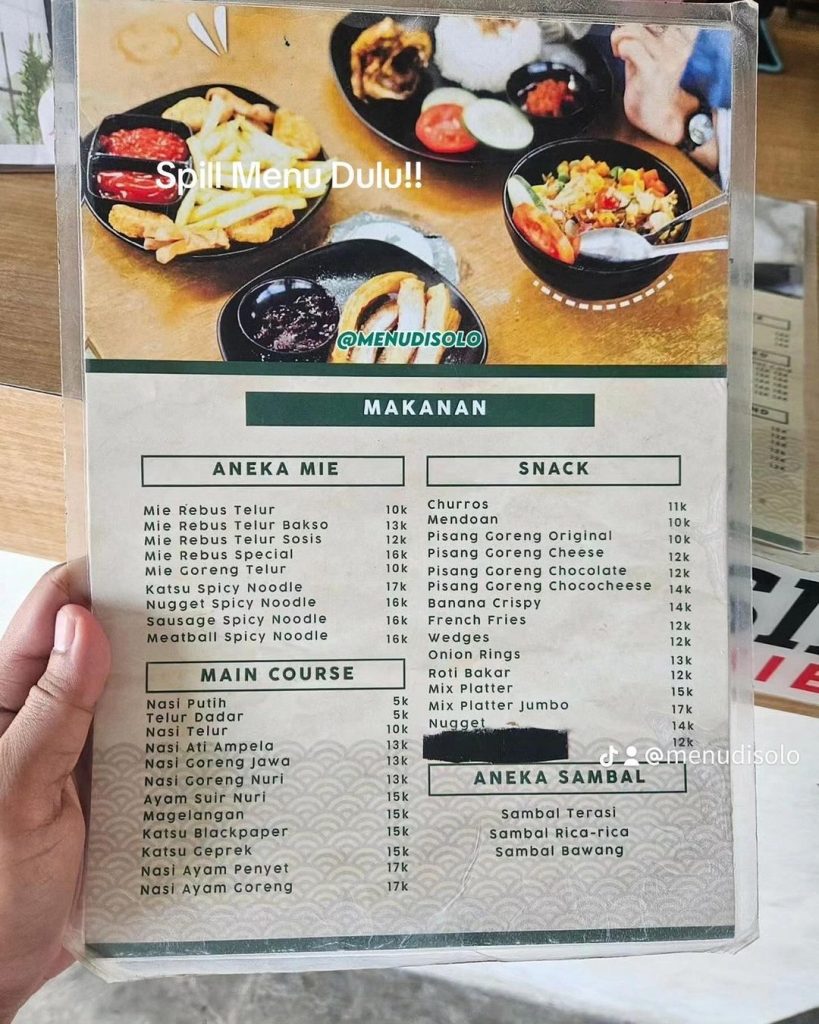 Spill Menu Dulu!!
@MENUDISOLO
MAKANAN
ANEKA MIE
Mie Rebus Telur 10k
Mie Rebus Telur Bakso 13k
Mie Rebus Telur Sosis 12k
Mie Rebus Special 16k
Mie Goreng Telur 10k
Katsu Spicy Noodle 17k
Nugget Spicy Noodle 16k
Sausage Spicy Noodle 16k
Meatball Spicy Noodle 16k
MAIN COURSE
Nasi Putih 5k
Telur Dadar 5k
Nasi Telur 10k
Nasi Ati Ampela 13k
Nasi Goreng Jawa 13k
Nasi Goreng Nuri 13k
Ayam Suir Nuri 15k
Magelangan 15k
Katsu Blackpaper 15k
Katsu Geprek 15k
Nasi Ayam Penyet 17k
Nasi Ayam Goreng 17k
SNACK
Churros 11k
Mendoan 10k
Pisang Goreng Original 10k
Pisang Goreng Cheese 12k
Pisang Goreng Chocolate 12k
Pisang Goreng Chococheese 14k
Banana Crispy 14k
French Fries 12k
Wedges 12k
Onion Rings 13k
Roti Bakar 12k
Mix Platter 15k
Mix Platter Jumbo 17k
Nugget 14k
12k
@menudisolo
ANEKA SAMBAL
Sambal Terasi
Sambal Rica-rica
Sambal Bawang